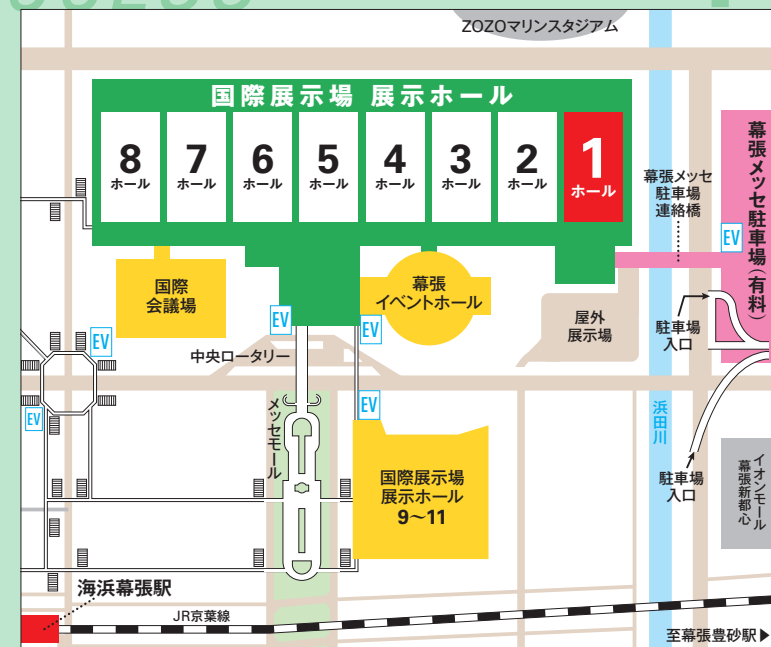 ZOZOマリンスタジアム
国際展示場 展示ホール
8
ホール
7
ホール
6
ホール
5
ホール
4
ホール
3
ホール
2
ホール
1
ホール
幕張メッセ
駐車場
連絡橋
幕張メッセ駐車場(有料)
EV
国際
会議場
幕張
イベントホール
屋外
展示場
駐車場
入口
EV
EV
EV
中央ロータリー
メッセモール
EV
EV
浜田川
国際展示場
展示ホール
9〜11
駐車場
入口
イオンモール
幕張新都心
海浜幕張駅
JR京葉線
至幕張豊砂駅▶